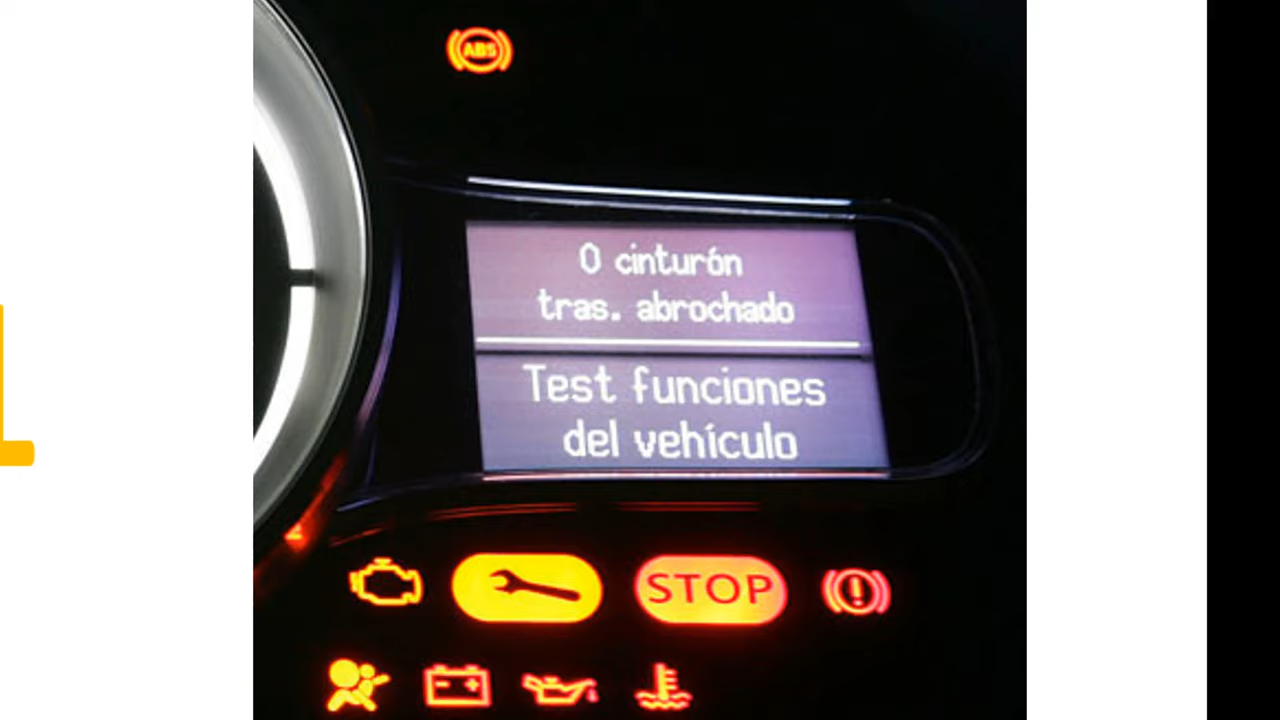 ABS
0 cinturón
tras. abrochado
Test funciones
del vehículo
STOP